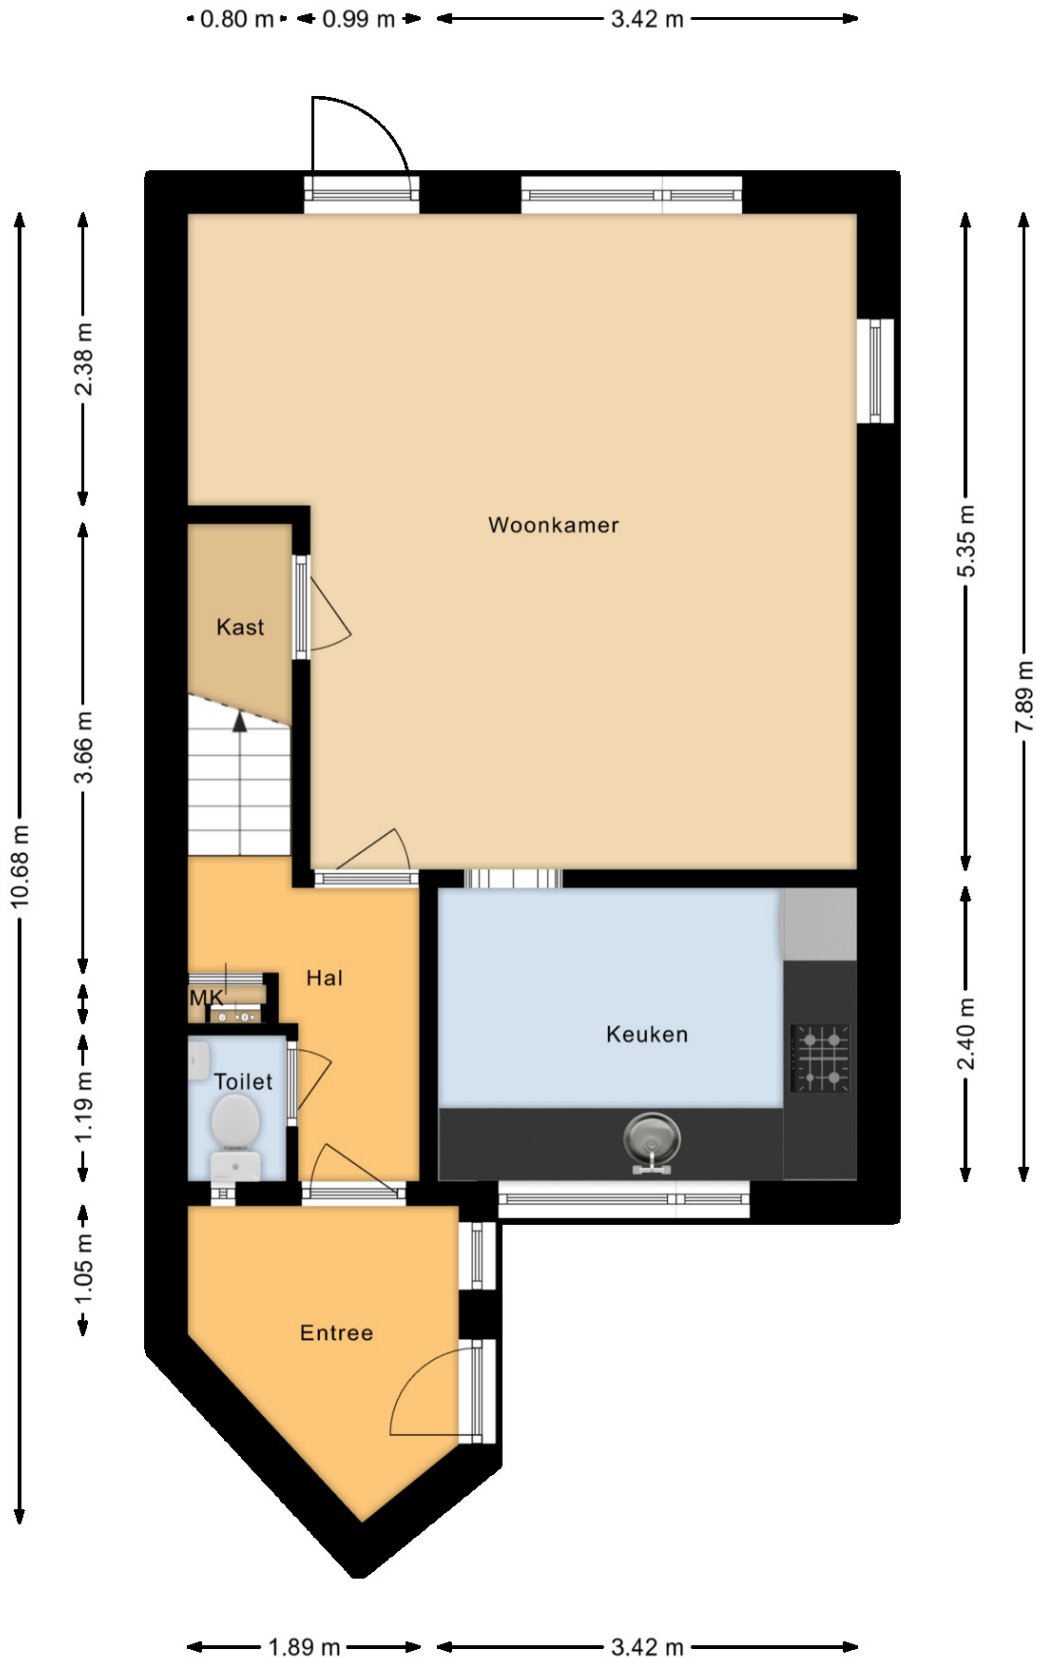 0.80 m
0.99 m
3.42 m
2.38 m
3.66 m
1.19 m
1.05 m
10.68 m
5.35 m
2.40 m
7.89 m
Woonkamer
Kast
Hal
MK
Keuken
Toilet
Entree
1.89 m
3.42 m